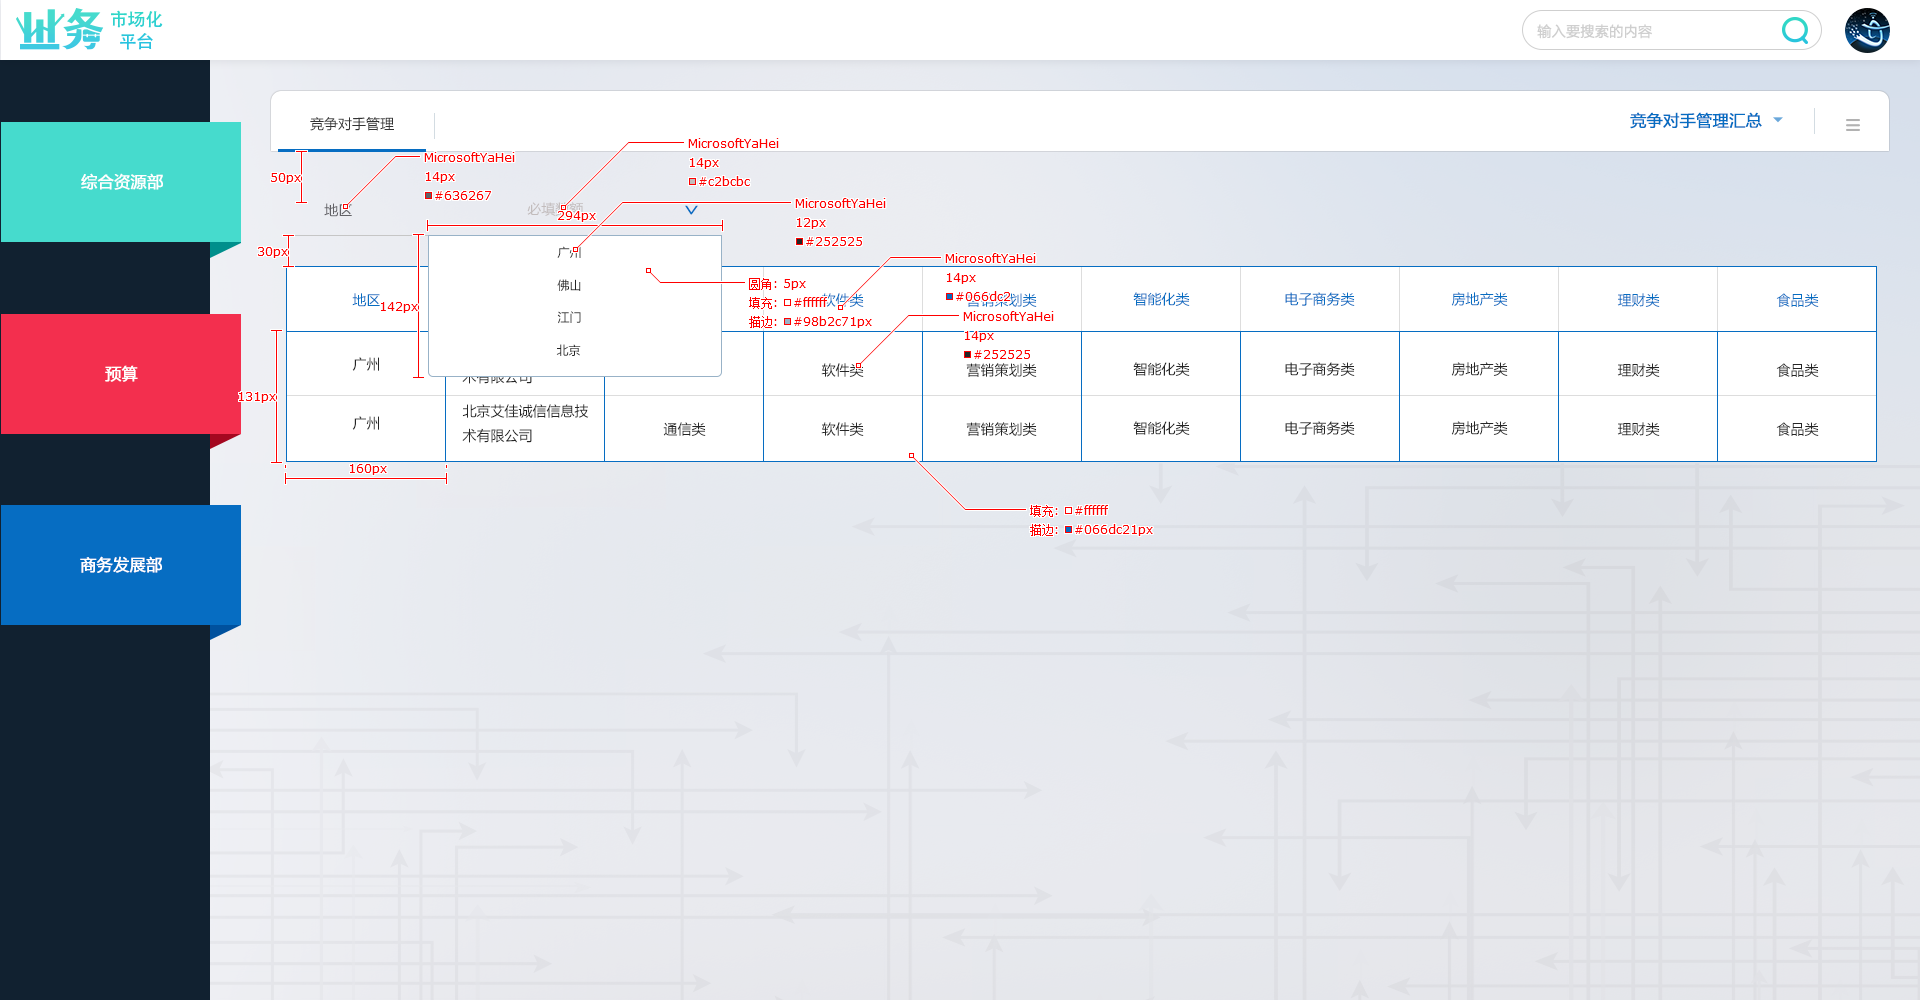 业务 市场化
平台
输入要搜索的内容
竞争对手管理
竞争对手管理汇总
综合资源部
预算
商务发展部
50px
MicrosoftYaHei
14px
#636267
地区
MicrosoftYaHei
14px
#c2bcbc
必填
294px
MicrosoftYaHei
12px
#252525
30px
142px
广州
佛山
江门
北京
圆角：5px
填充：#ffffff
描边：#98b2c71px
MicrosoftYaHei
14px
#066dc2
MicrosoftYaHei
14px
#252525
地区 软件类 营销策划类 智能化类 电子商务类 房地产类 理财类 食品类
131px
广州 术有限公司 软件类 营销策划类 智能化类 电子商务类 房地产类 理财类 食品类
广州 北京艾佳诚信信息技
术有限公司 通信类 软件类 营销策划类 智能化类 电子商务类 房地产类 理财类 食品类
160px
填充：#ffffff
描边：#066dc21px